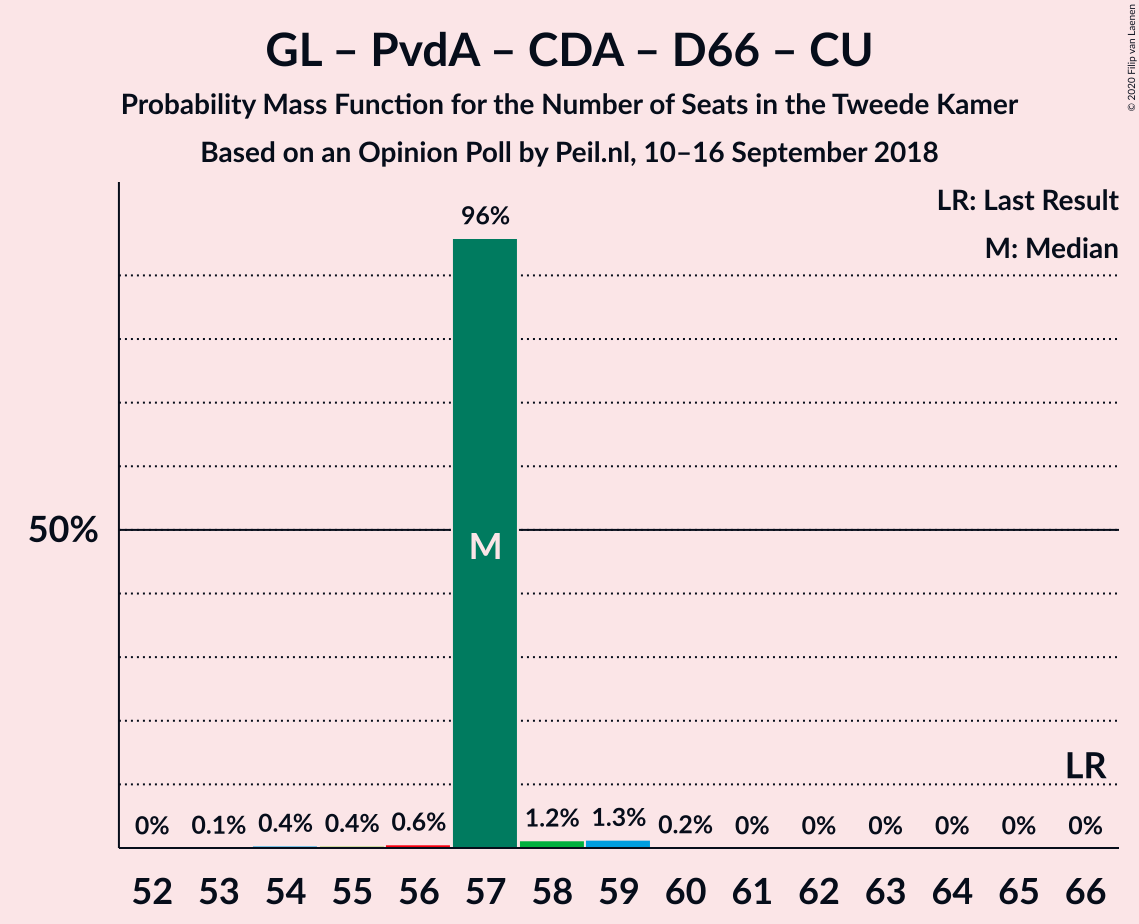 GL – PvdA – CDA – D66 – CU
Probability Mass Function for the Number of Seats in the Tweede Kamer
Based on an Opinion Poll by Peil.nl, 10–16 September 2018
© 2020 Filip van Laenen
LR: Last Result
M: Median
96%
50%
M
LR
0% 0.1% 0.4% 0.4% 0.6% 1.2% 1.3% 0.2% 0% 0% 0% 0% 0% 0%
52 53 54 55 56 57 58 59 60 61 62 63 64 65 66